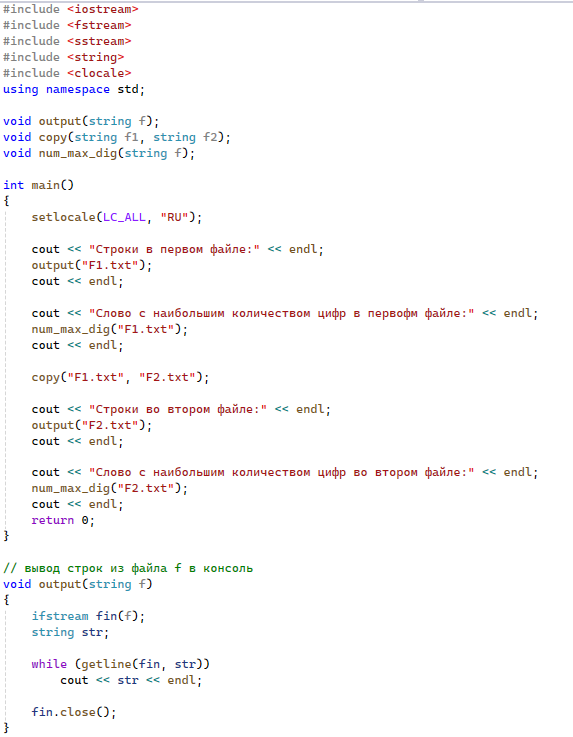 #include <iostream>
#include <fstream>
#include <sstream>
#include <string>
#include <clocale>
using namespace std;

void output(string f);
void copy(string f1, string f2);
void num_max_dig(string f);

int main()
{
    setlocale(LC_ALL, "RU");

    cout << "Строки в первом файле:" << endl;
    output("F1.txt");
    cout << endl;

    cout << "Слово с наибольшим количеством цифр в первофм файле:" << endl;
    num_max_dig("F1.txt");
    cout << endl;

    copy("F1.txt", "F2.txt");

    cout << "Строки во втором файле:" << endl;
    output("F2.txt");
    cout << endl;

    cout << "Слово с наибольшим количеством цифр во втором файле:" << endl;
    num_max_dig("F2.txt");
    cout << endl;
    return 0;
}

// вывод строк из файла f в консоль
void output(string f)
{
    ifstream fin(f);
    string str;

    while (getline(fin, str))
        cout << str << endl;

    fin.close();
}